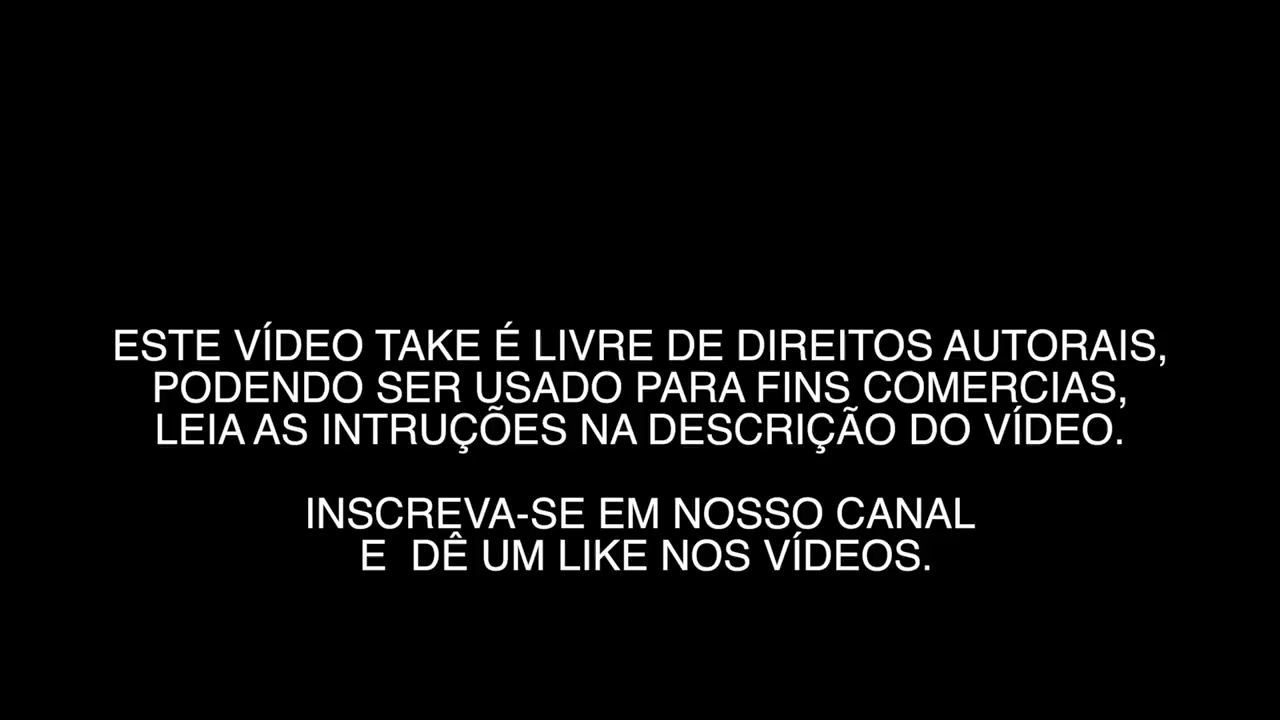 ESTE VÍDEO TAKE É LIVRE DE DIREITOS AUTORAIS,
PODENDO SER USADO PARA FINS COMERCIAS,
LEIA AS INTRUÇÕES NA DESCRIÇÃO DO VÍDEO.
INSCREVA-SE EM NOSSO CANAL
E  DÊ UM LIKE NOS VÍDEOS.